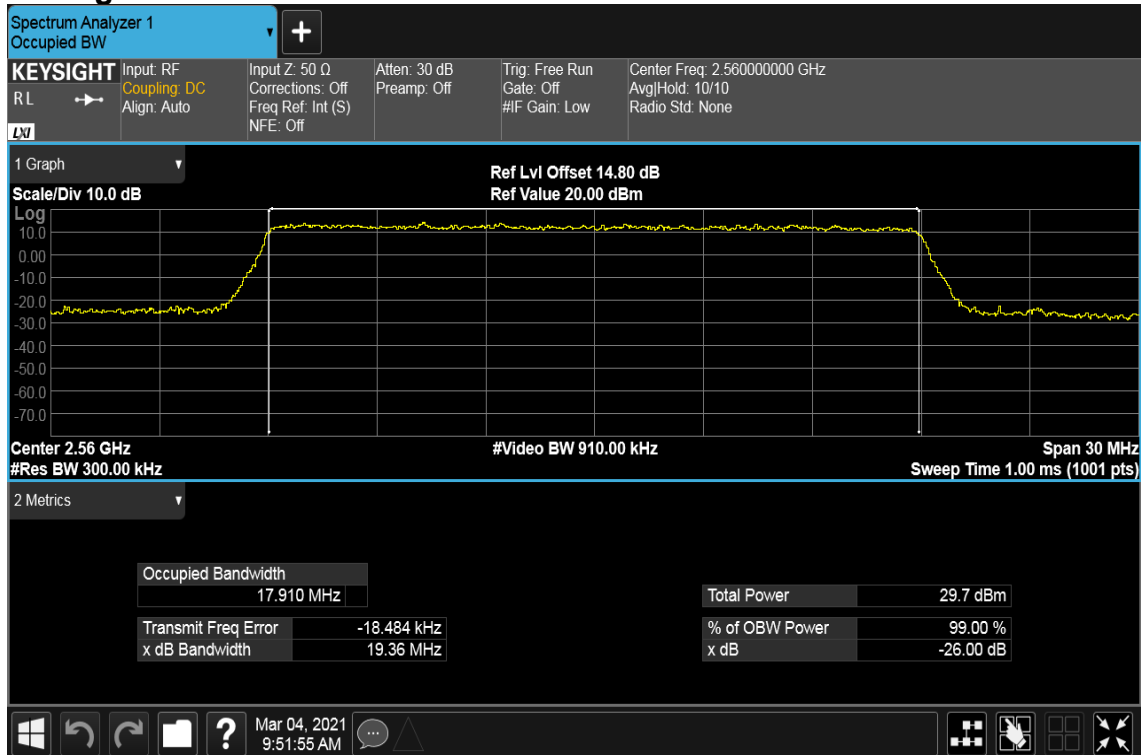 Spectrum Analyzer 1
Occupied BW
KEYSIGHT
R L
LXI
Input: RF
Coupling: DC
Align: Auto
Input Z: 50 Ω
Corrections: Off
Freq Ref: Int (S)
NFE: Off
Atten: 30 dB
Preamp: Off
Trig: Free Run
Gate: Off
#IF Gain: Low
Center Freq: 2.560000000 GHz
Avg|Hold: 10/10
Radio Std: None
1 Graph
Scale/Div 10.0 dB
Ref Lvl Offset 14.80 dB
Ref Value 20.00 dBm
Log
10.0
0.00
-10.0
-20.0
-30.0
-40.0
-50.0
-60.0
-70.0
Center 2.56 GHz
#Video BW 910.00 kHz
Span 30 MHz
#Res BW 300.00 kHz
Sweep Time 1.00 ms (1001 pts)
2 Metrics
Occupied Bandwidth
17.910 MHz
Total Power 29.7 dBm
Transmit Freq Error -18.484 kHz
% of OBW Power 99.00 %
x dB Bandwidth 19.36 MHz
x dB -26.00 dB
?
Mar 04, 2021
9:51:55 AM